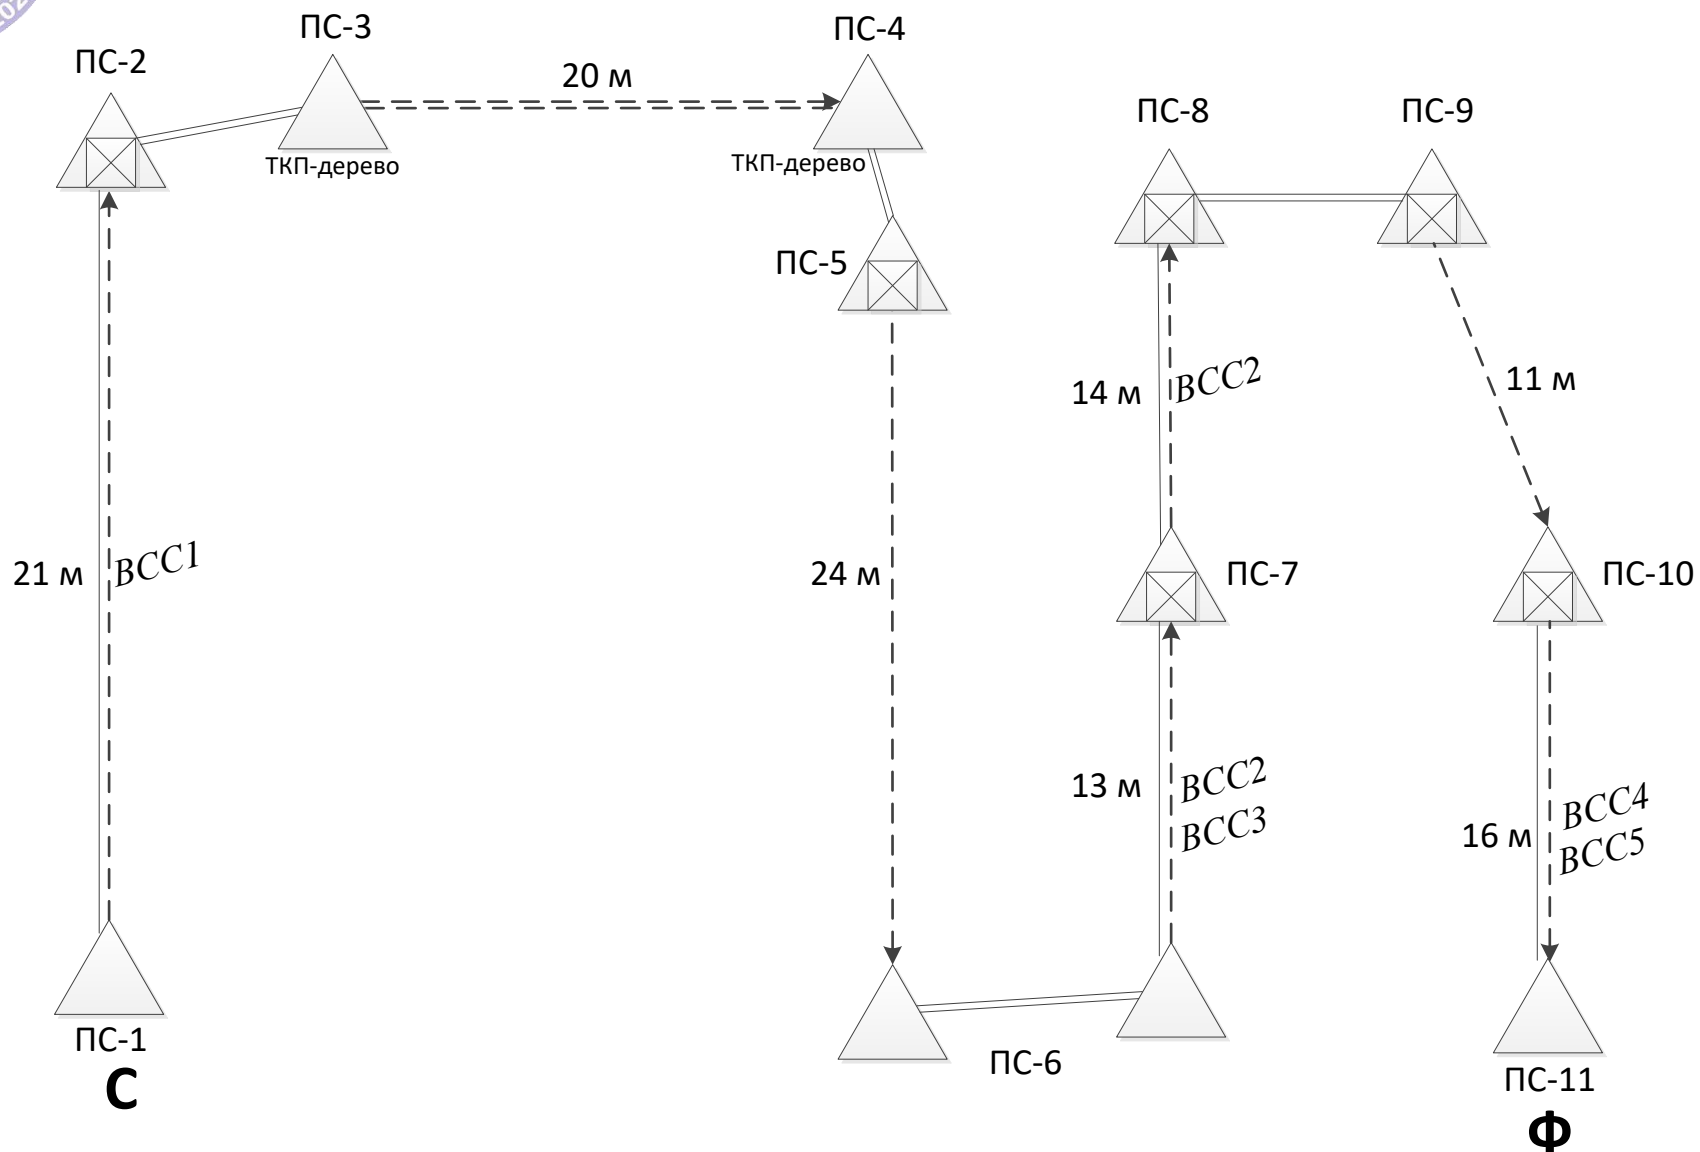 202
ПС-3
ПС-4
ПС-2
20 м
ПС-8
ПС-9
ТКП-дерево
ТКП-дерево
ПС-5
14 м
ВСС2
11 м
21 м
ВСС1
24 м
ПС-7
ПС-10
13 м
ВСС2
ВСС3
16 м
ВСС4
ВСС5
ПС-1
С
ПС-6
ПС-11
Ф